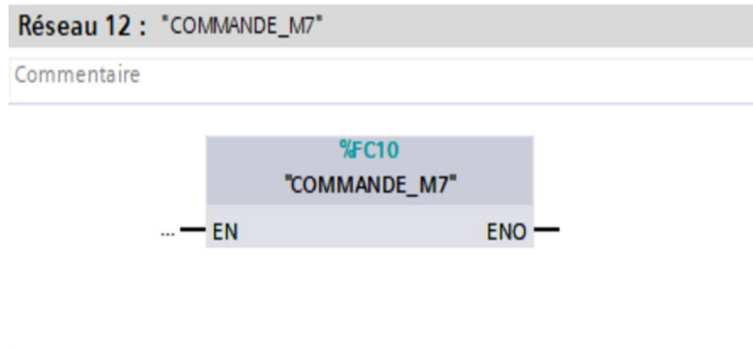 Réseau 12 : "COMMANDE_M7"
Commentaire
%FC10
"COMMANDE_M7"
... EN ENO